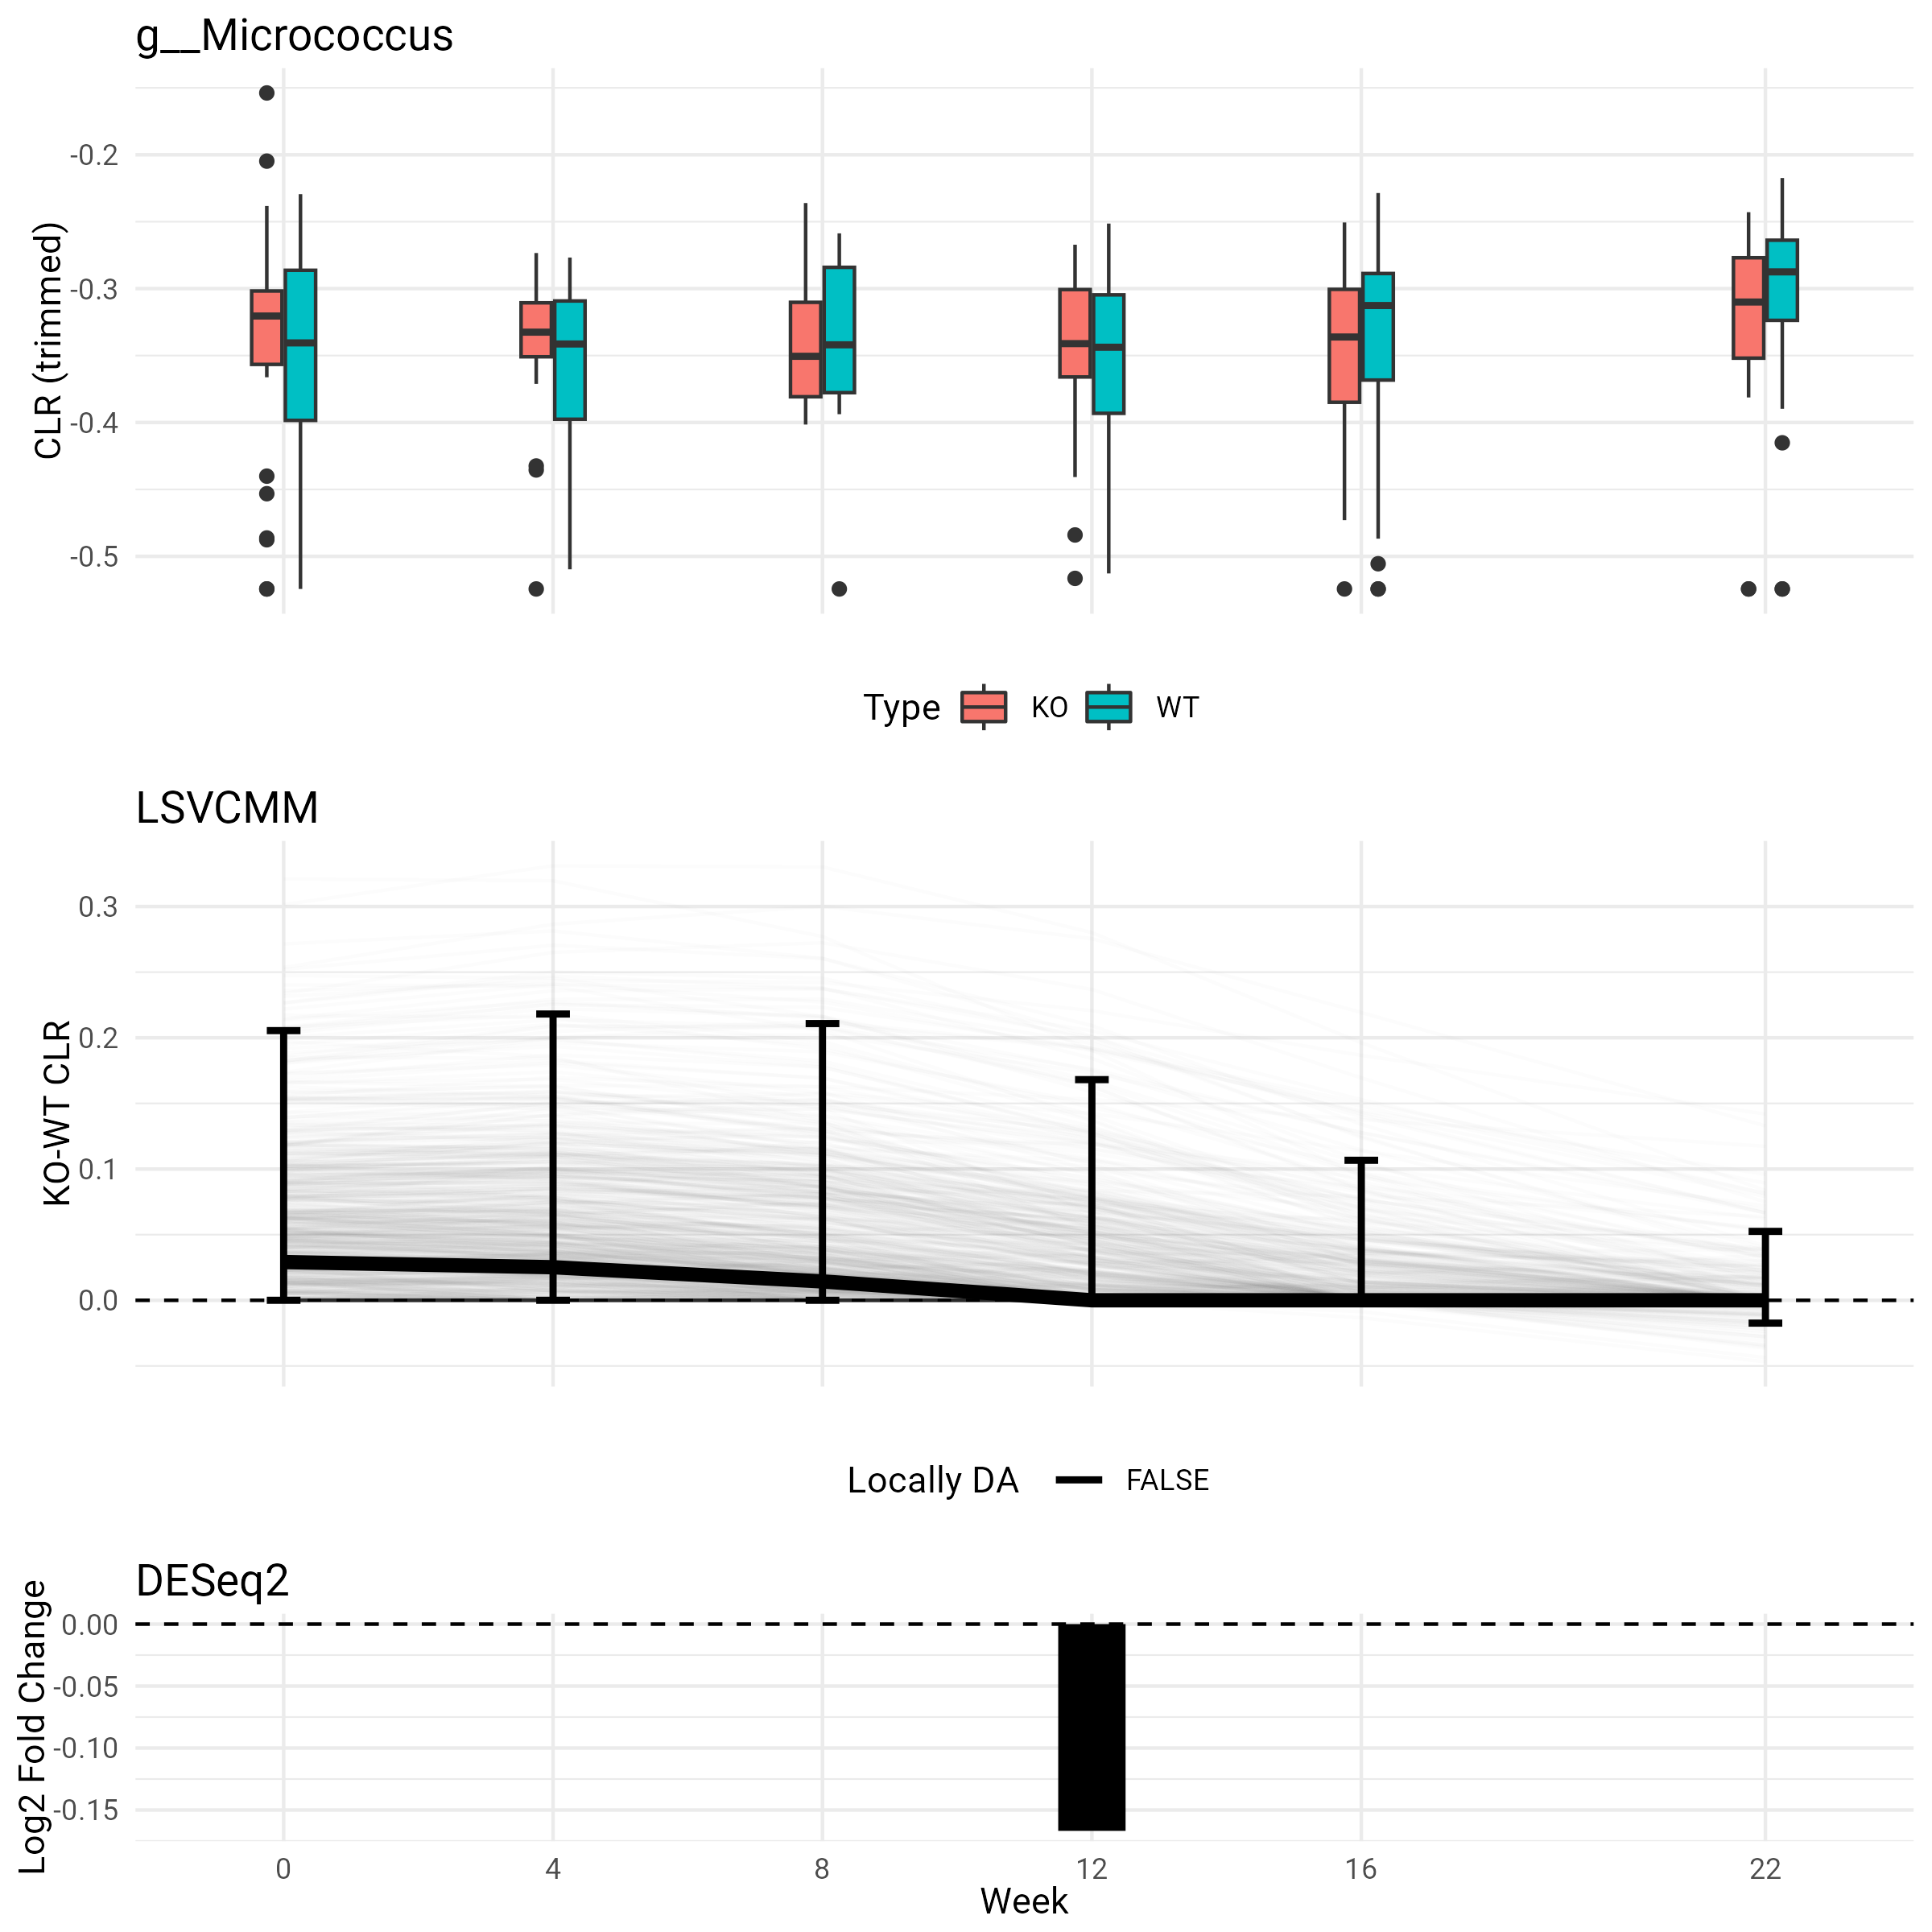 g__Micrococcus
CLR (trimmed)
-0.2
-0.3
-0.4
-0.5
Type KO WT
LSVCMM
KO-WT CLR
0.3
0.2
0.1
0.0
Locally DA FALSE
DESeq2
Log2 Fold Change
0.00
-0.05
-0.10
-0.15
0 4 8 12 16 22
Week